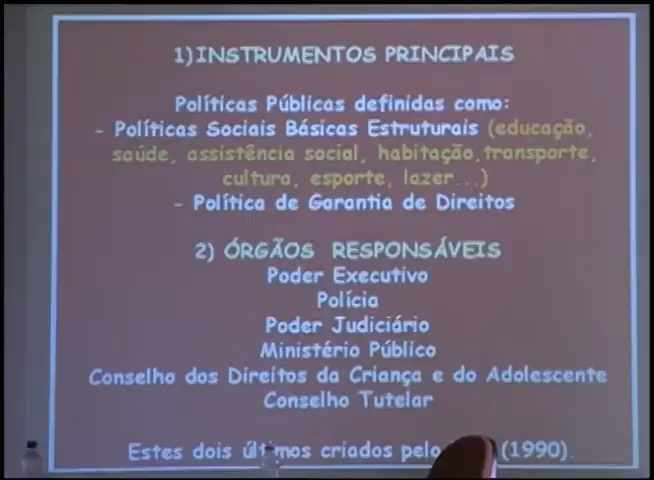 1)INSTRUMENTOS PRINCIPAIS
Políticas Públicas definidas como:
- Políticas Sociais Básicas Estruturais (educação,
saúde, assistência social, habitação,transporte,
cultura, esporte, lazer...)
- Política de Garantia de Direitos
2) ÓRGÃOS RESPONSÁVEIS
Poder Executivo
Polícia
Poder Judiciário
Ministério Público
Conselho dos Direitos da Criança e do Adolescente
Conselho Tutelar
Estes dois últimos criados pelo (1990).